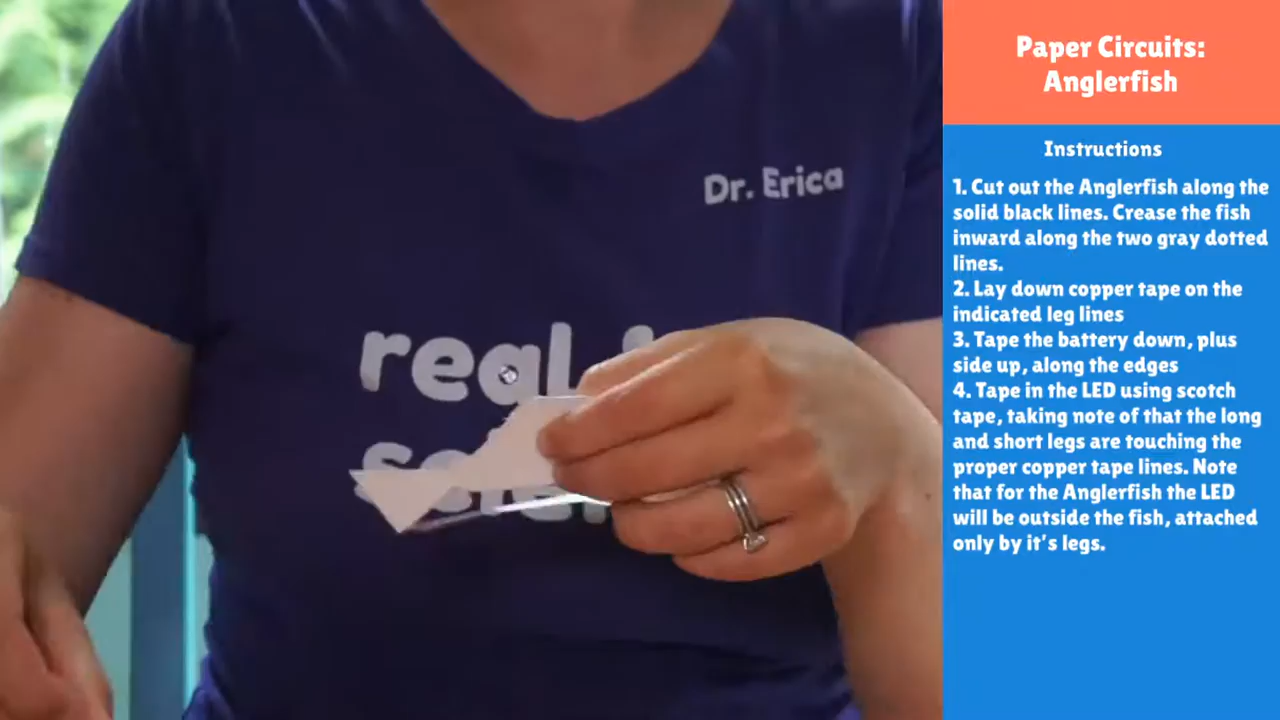 Paper Circuits:
Anglerfish
Instructions
1. Cut out the Anglerfish along the
solid black lines. Crease the fish
inward along the two gray dotted
lines.
2. Lay down copper tape on the
indicated leg lines
3. Tape the battery down, plus
side up, along the edges
4. Tape in the LED using scotch
tape, taking note of that the long
and short legs are touching the
proper copper tape lines. Note
that for the Anglerfish the LED
will be outside the fish, attached
only by it's legs.
Dr. Erica
real